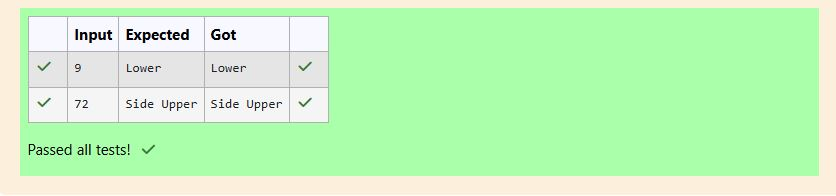 Input Expected Got
9 Lower Lower
72 Side Upper Side Upper
Passed all tests!